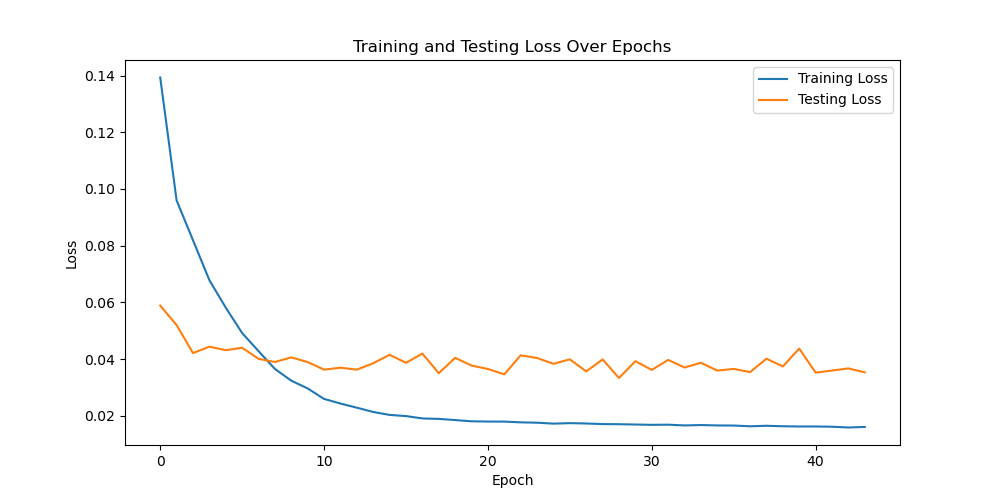 Training and Testing Loss Over Epochs
Training Loss
Testing Loss
0.14
0.12
0.10
0.08
0.06
0.04
0.02
Loss
0 10 20 30 40
Epoch